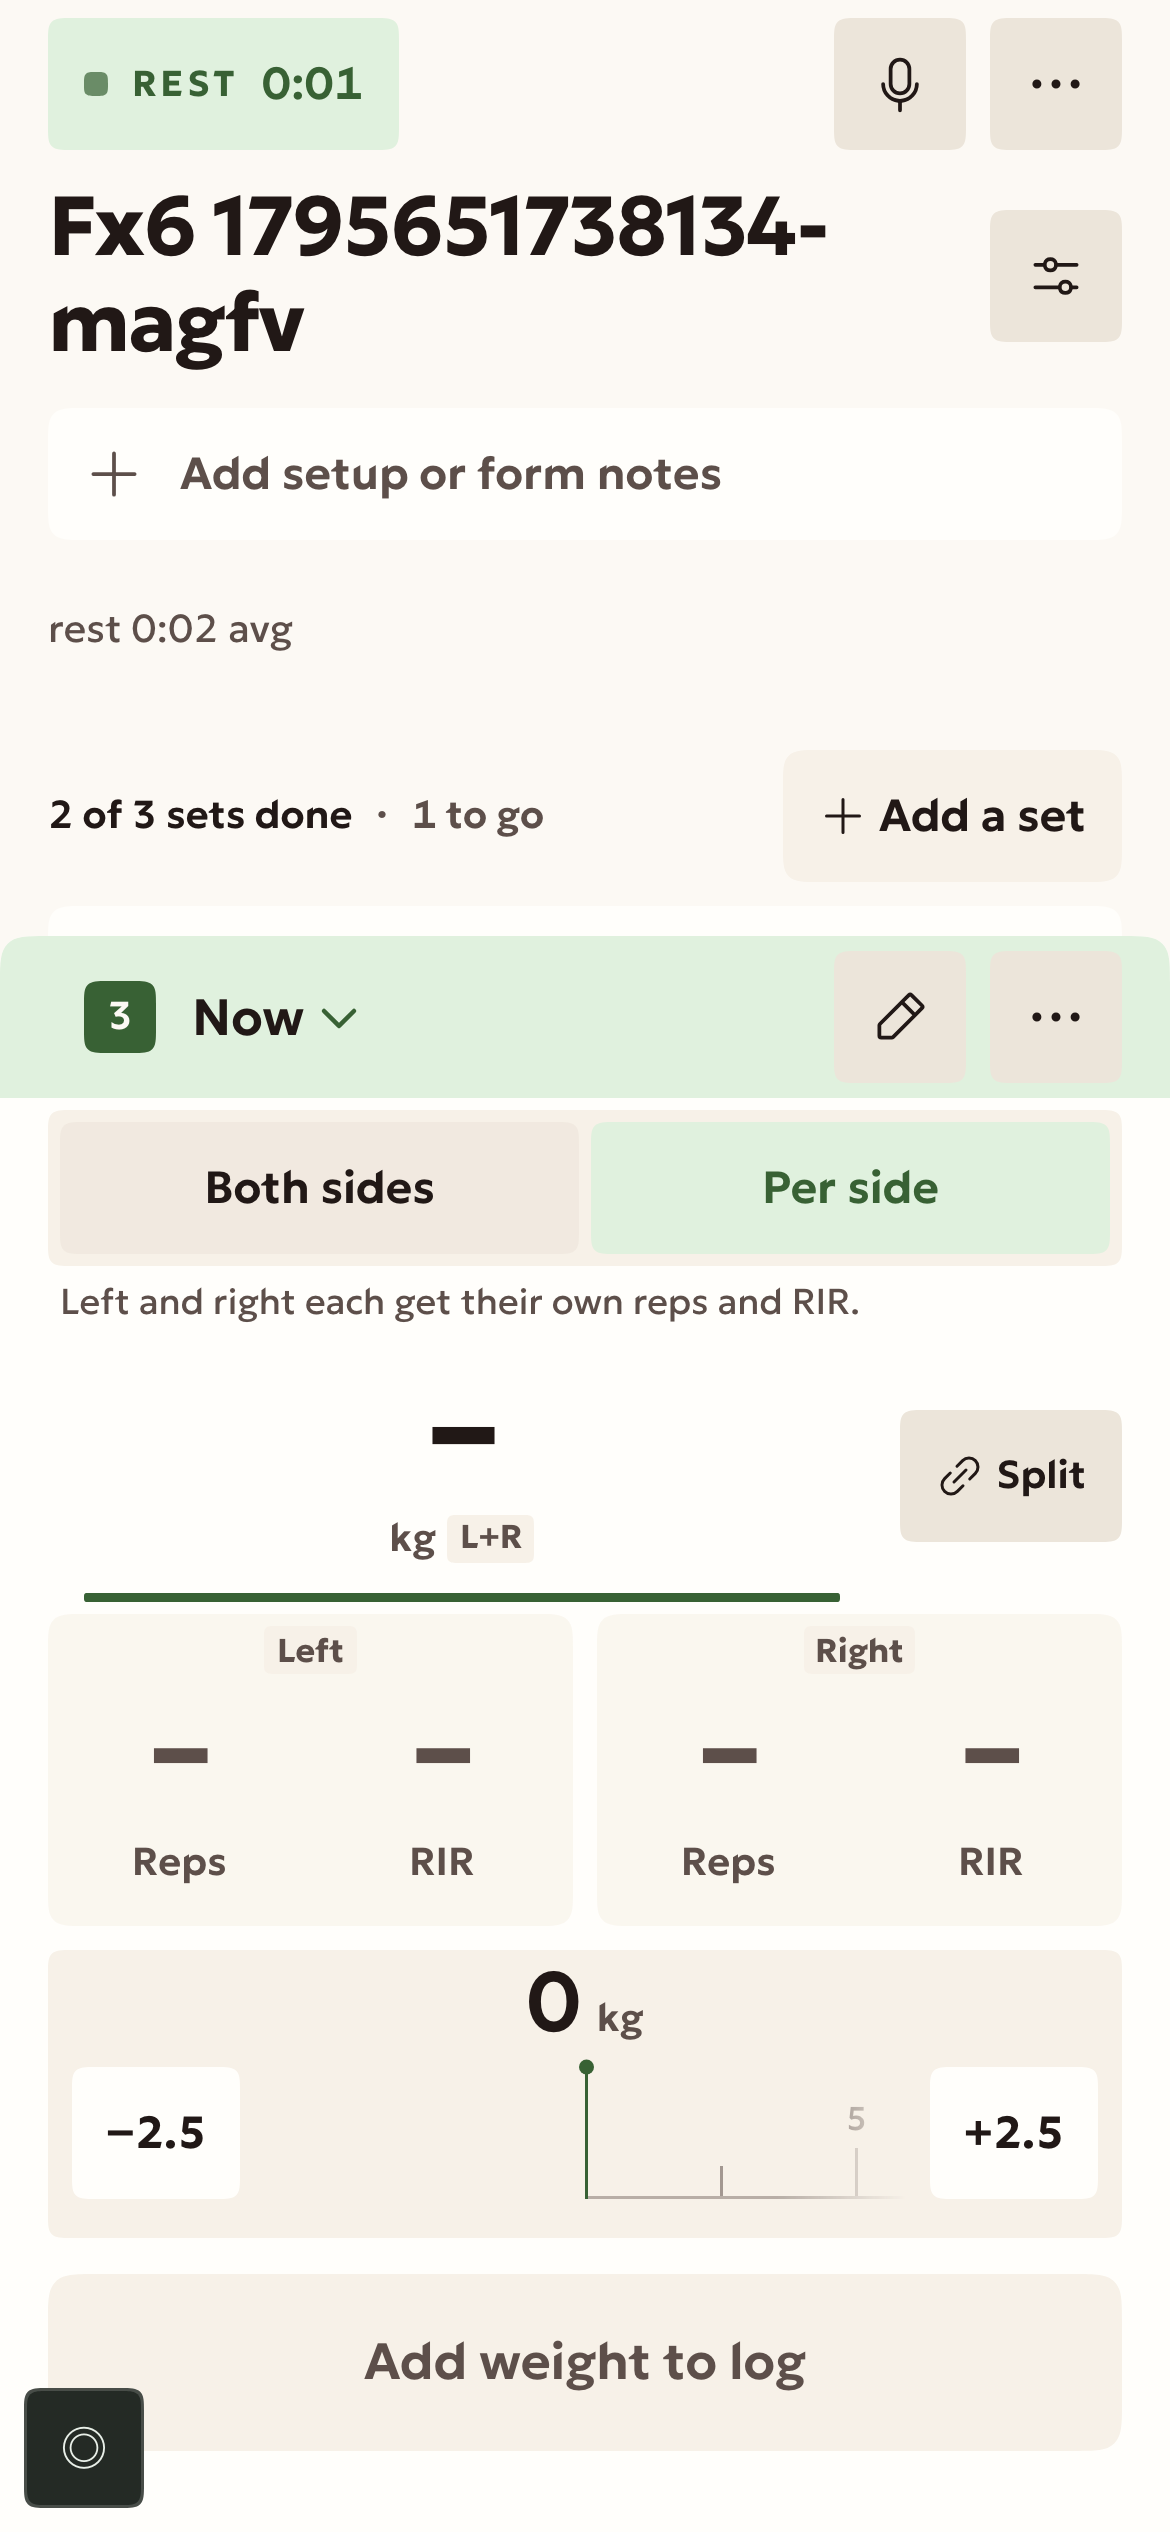 REST 0:01
Fx6 1795651738134-
magfv
Add setup or form notes
rest 0:02 avg
2 of 3 sets done · 1 to go
+ Add a set
3 Now
Both sides
Per side
Left and right each get their own reps and RIR.
–
Split
kg L+R
Left
Right
– – – –
Reps RIR Reps RIR
0 kg
−2.5
5
+2.5
Add weight to log